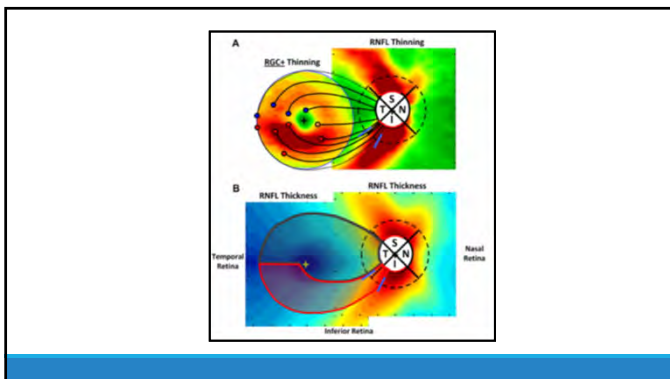 A
RNFL Thinning
RGC+ Thinning
S
T N
I
B
RNFL Thickness
RNFL Thickness
S
T N
I
Temporal
Retina
Nasal
Retina
Inferior Retina